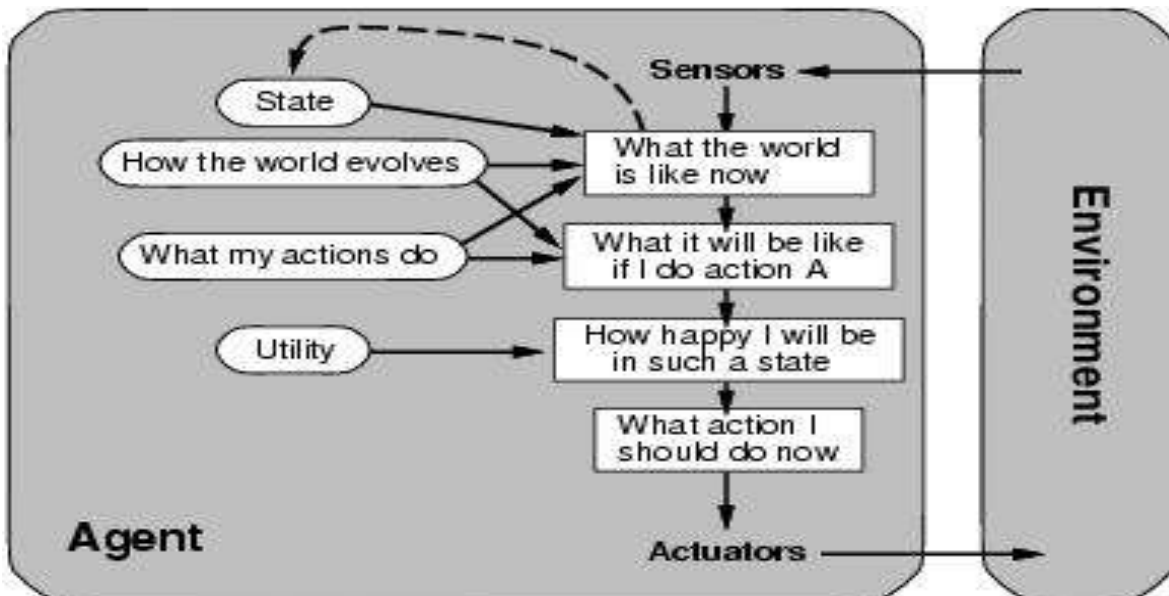 Sensors
State
What the world
is like now
How the world evolves
What it will be like
if I do action A
What my actions do
How happy I will be
in such a state
Utility
What action I
should do now
Agent
Actuators
Environment